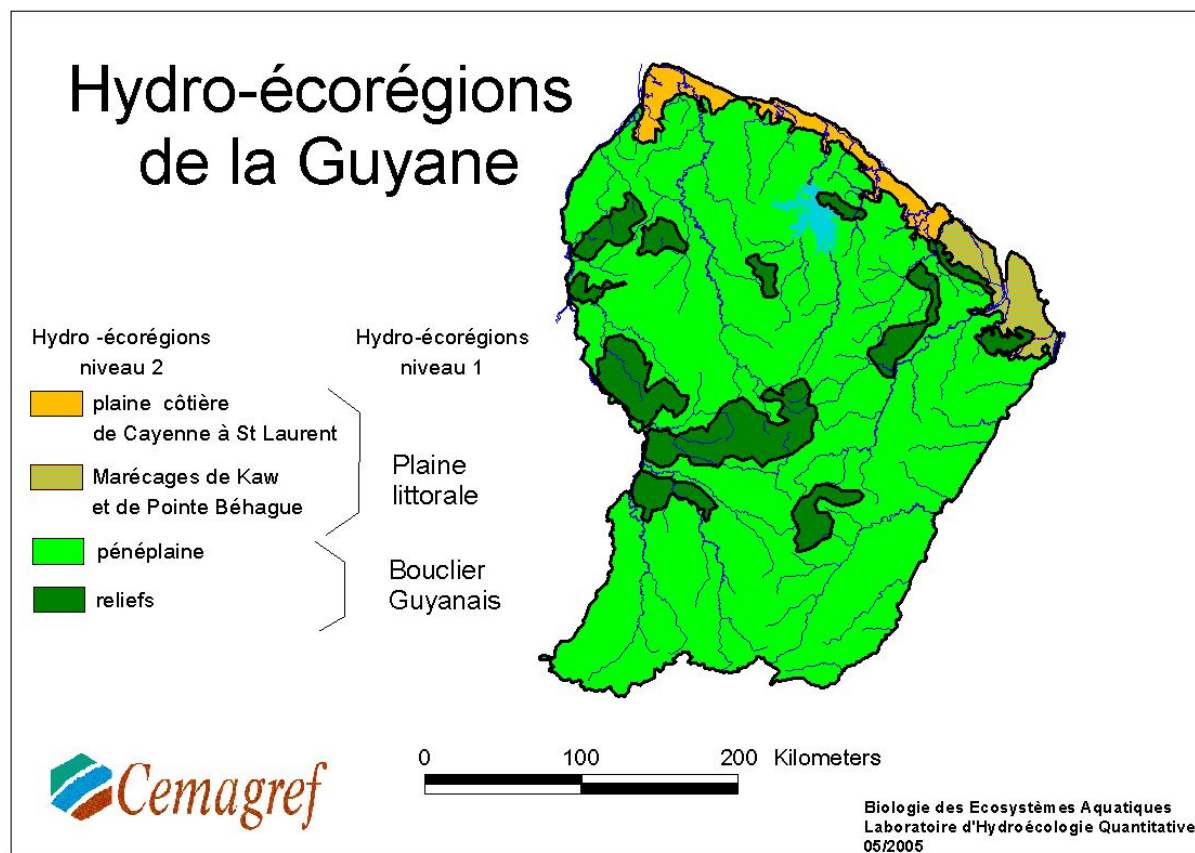 Hydro-écorégions
de la Guyane
Hydro -écorégions
niveau 2
Hydro-écorégions
niveau 1
plaine côtière
de Cayenne à St Laurent
Marécages de Kaw
et de Pointe Béhague
Plaine
littorale
pénéplaine
reliefs
Bouclier
Guyanais
Cemagref
0 100 200 Kilometers
Biologie des Ecosystèmes Aquatiques
Laboratoire d'Hydroécologie Quantitative
05/2005